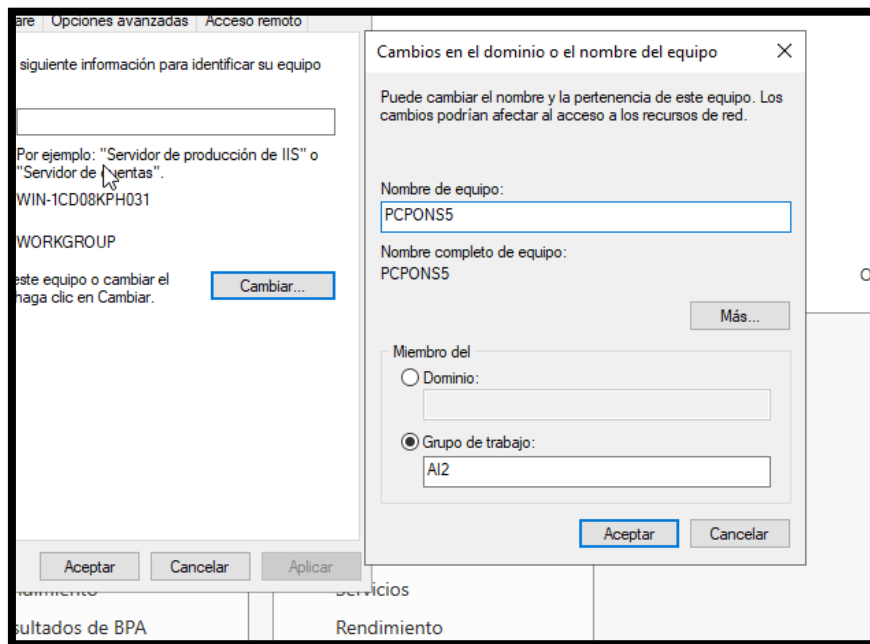 are Opciones avanzadas Acceso remoto
siguiente información para identificar su equipo
Por ejemplo: "Servidor de producción de IIS" o
"Servidor de cuentas".
WIN-1CD08KPH031
WORKGROUP
este equipo o cambiar el
haga clic en Cambiar.
Cambiar...
Aceptar Cancelar Aplicar
Cambios en el dominio o el nombre del equipo
Puede cambiar el nombre y la pertenencia de este equipo. Los
cambios podrían afectar al acceso a los recursos de red.
Nombre de equipo:
PCPONS5
Nombre completo de equipo:
PCPONS5
Más...
Miembro del
Dominio:
Grupo de trabajo:
AI2
Aceptar Cancelar
sultados de BPA
Servicios
Rendimiento